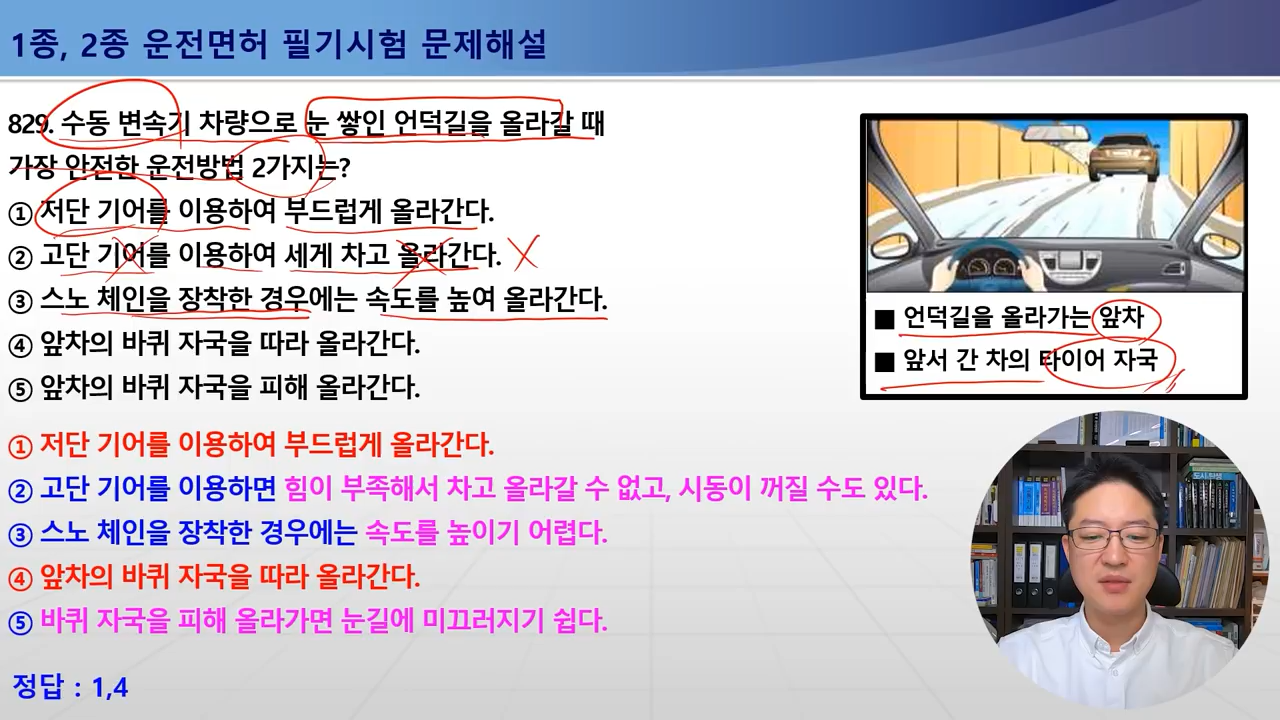 1종, 2종 운전면허 필기시험 문제해설
829. 수동 변속기 차량으로 눈 쌓인 언덕길을 올라갈 때
가장 안전한 운전방법 2가지는?
① 저단 기어를 이용하여 부드럽게 올라간다.
② 고단 기어를 이용하여 세게 차고 올라간다.
③ 스노 체인을 장착한 경우에는 속도를 높여 올라간다.
④ 앞차의 바퀴 자국을 따라 올라간다.
⑤ 앞차의 바퀴 자국을 피해 올라간다.
■ 언덕길을 올라가는 앞차
■ 앞서 간 차의 타이어 자국
① 저단 기어를 이용하여 부드럽게 올라간다.
② 고단 기어를 이용하면 힘이 부족해서 차고 올라갈 수 없고, 시동이 꺼질 수도 있다.
③ 스노 체인을 장착한 경우에는 속도를 높이기 어렵다.
④ 앞차의 바퀴 자국을 따라 올라간다.
⑤ 바퀴 자국을 피해 올라가면 눈길에 미끄러지기 쉽다.
정답 : 1,4